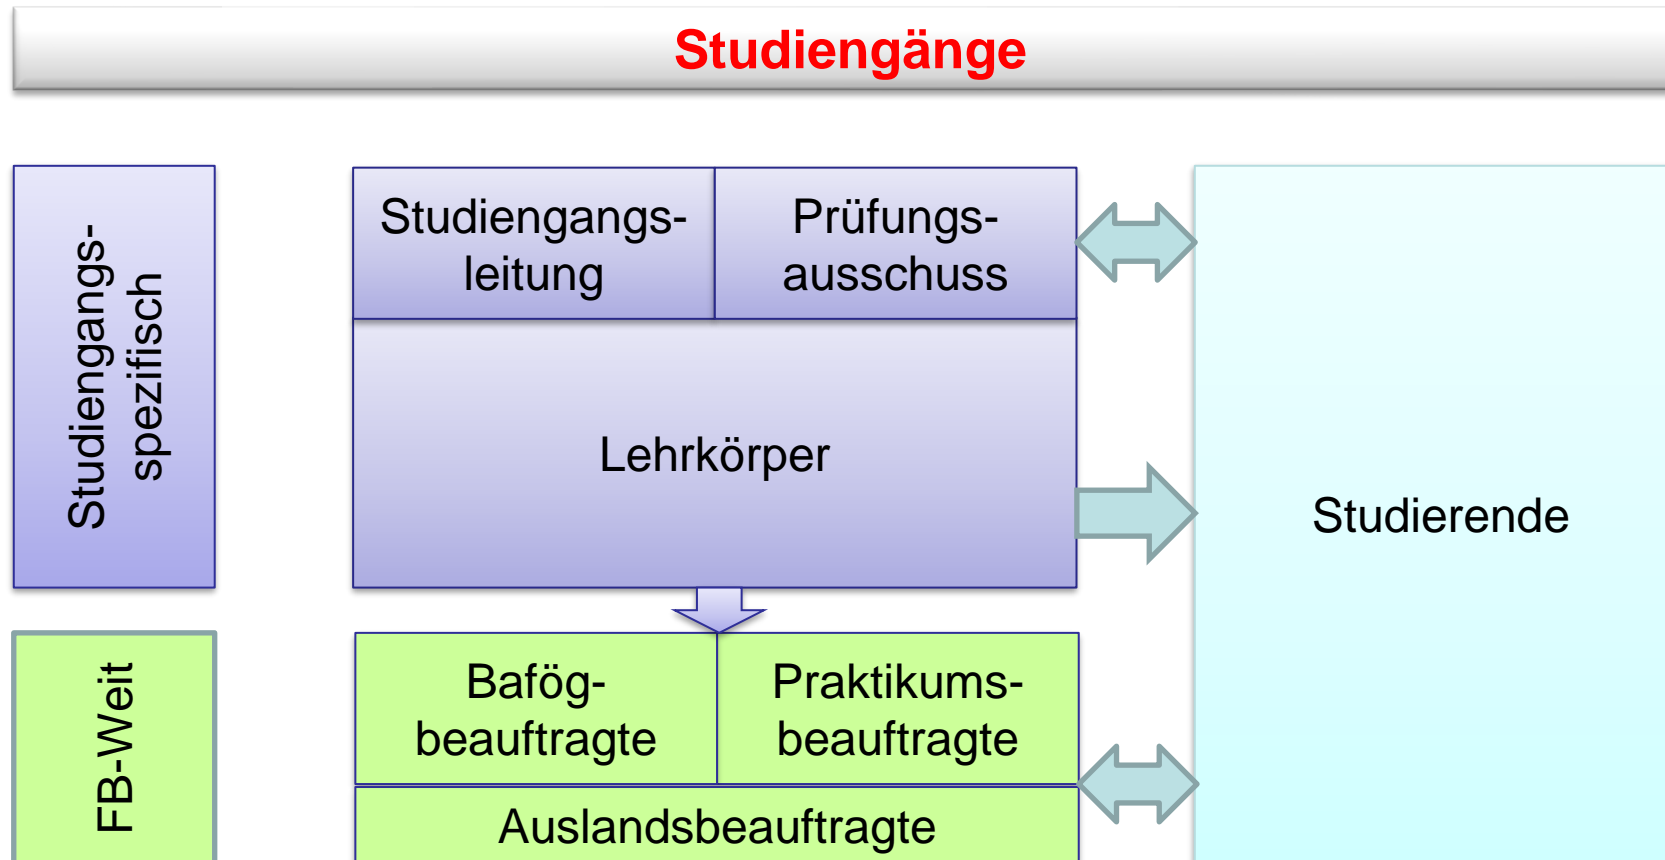 Studiengänge
Studiengangs-
spezifisch
Studiengangs-
leitung
Prüfungs-
ausschuss
Lehrkörper
Studierende
FB-Weit
Bafög-
beauftragte
Praktikums-
beauftragte
Auslandsbeauftragte